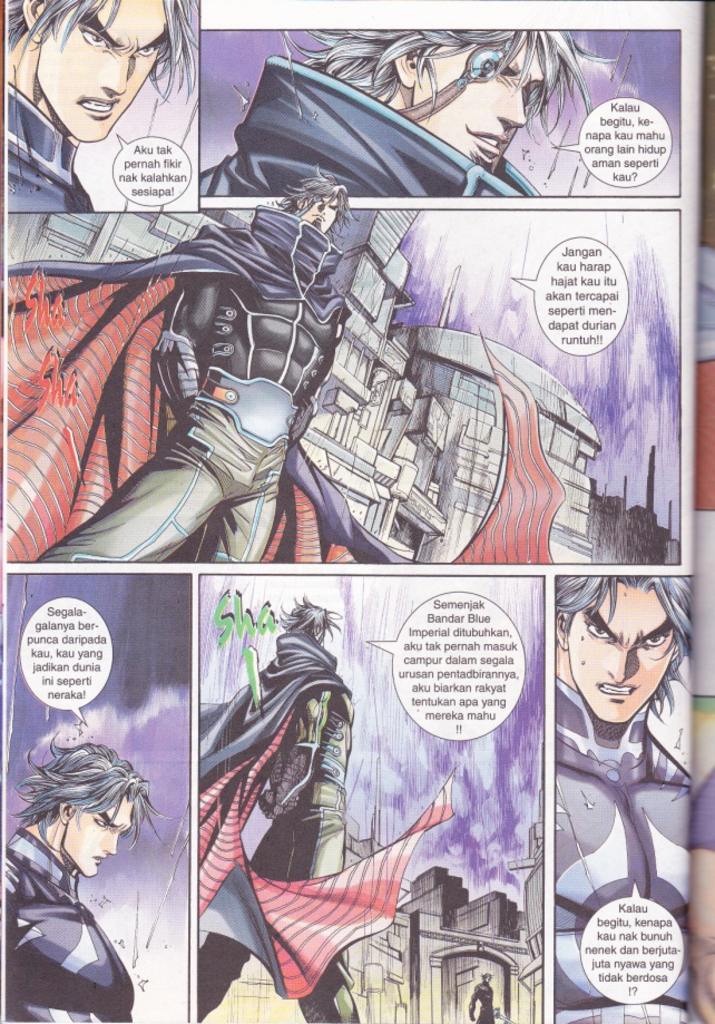 Aku tak
pernah fikir
nak kalahkan
sesiapa!
Kalau
begitu, ke-
napa kau mahu
orang lain hidup
aman seperti
kau?
Jangan
kau harap
hajat kau
itu akan tercapai
seperti men-
dapat durian
runtuh!!
Sha
Sha
Segala-
galanya ber-
punca daripada
kau, kau yang
jadikan dunia
ini seperti
neraka!
Sha
Semenjak
Bandar Blue
Imperial ditubuhkan,
aku tak pernah masuk
campur dalam segala
urusan pentadbirannya,
aku biarkan rakyat
tentukan apa yang
mereka mahu
!!
Kalau
begitu, kenapa
kau nak bunuh
nenek dan berjuta-
juta nyawa yang
tidak berdosa
!?